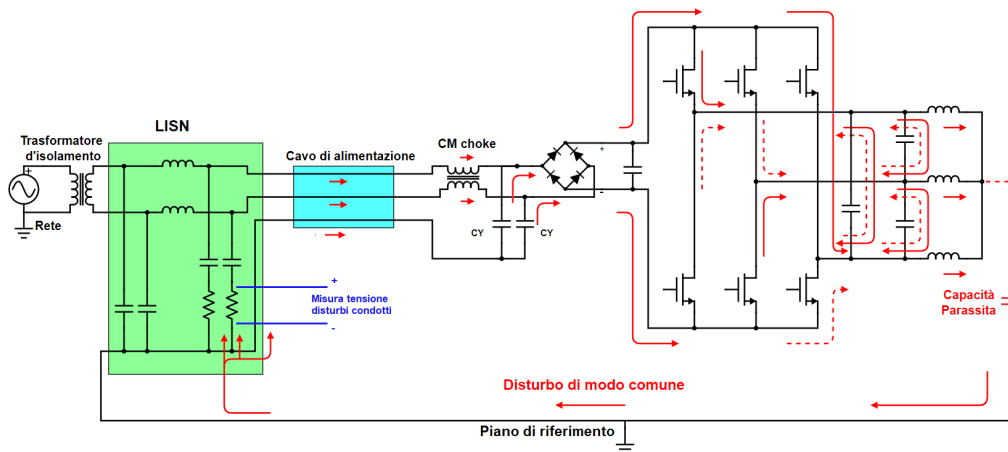 LISN
CM choke
Trasformatore
d'isolamento
Cavo di alimentazione
+
+
-
Rete
CY
CY
+
Misura tensione
disturbi condotti
-
Capacità
Parassita
Disturbo di modo comune
Piano di riferimento